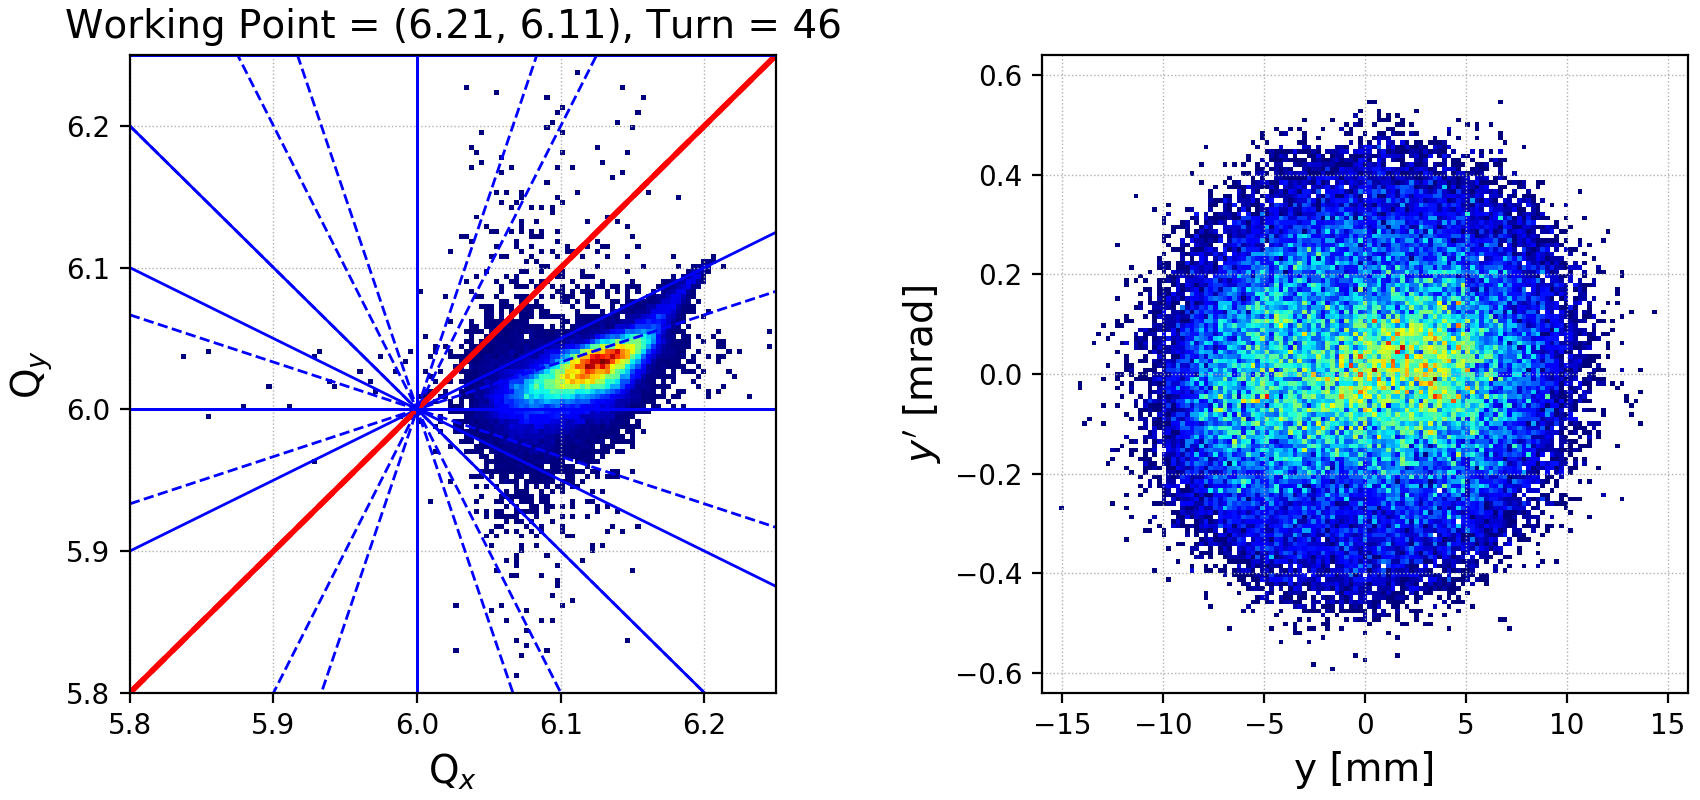 Working Point = (6.21, 6.11), Turn = 46
6.2
6.1
6.0
5.9
5.8
Q_y
5.8 5.9 6.0 6.1 6.2
Q_x
0.6
0.4
0.2
0.0
−0.2
−0.4
−0.6
y′ [mrad]
−15 −10 −5 0 5 10 15
y [mm]